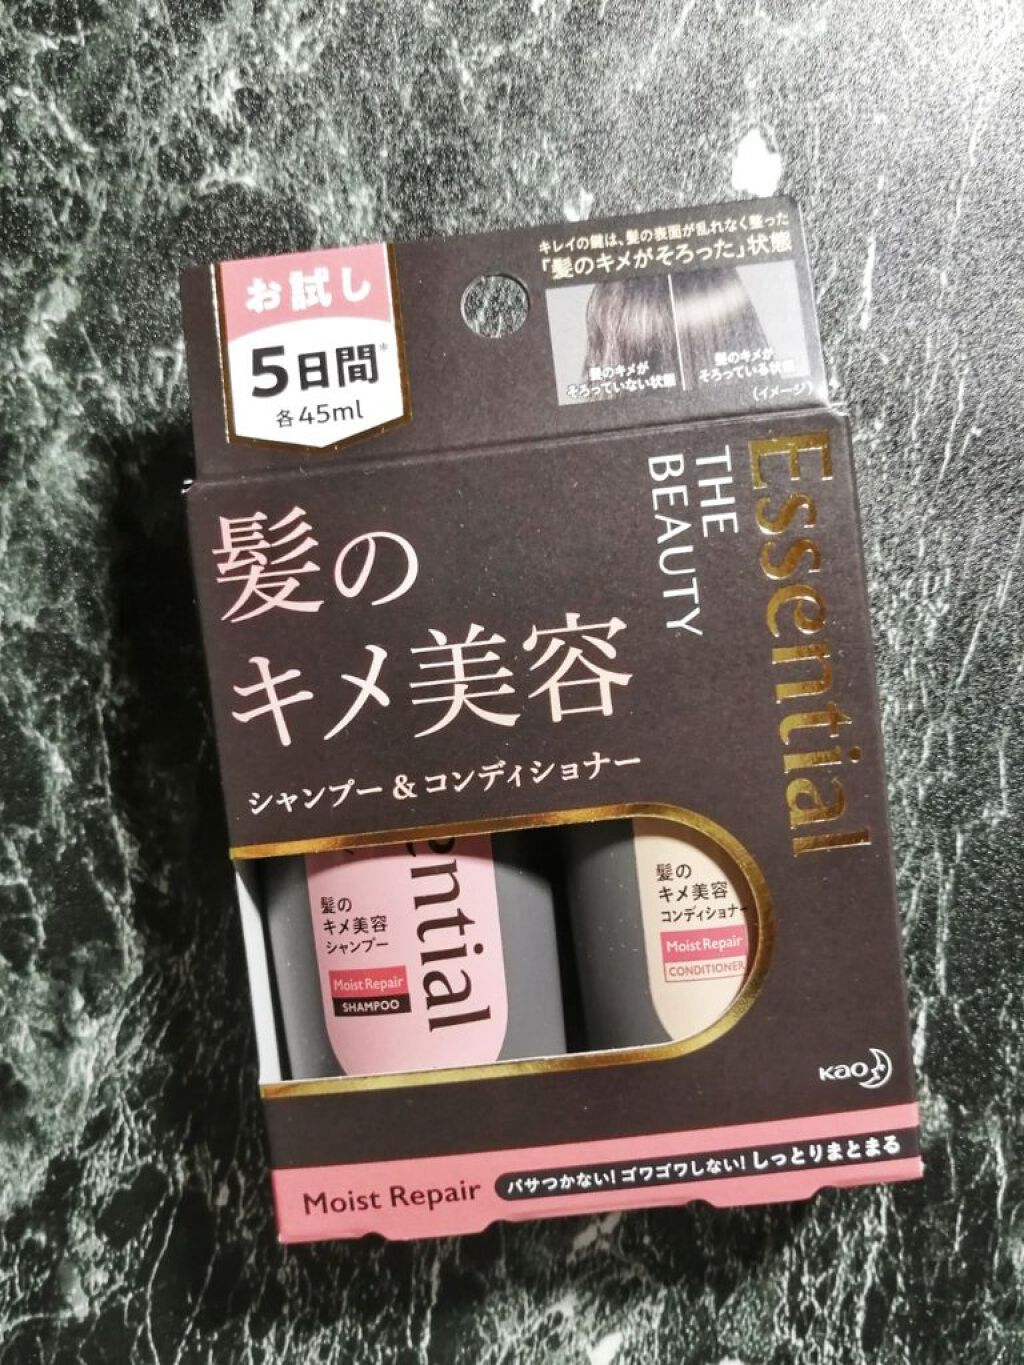 お試し
5日間*
各45ml
キレイの鍵は、髪の表面が乱れなく整った
「髪のキメがそろった」状態
髪のキメが
そろっていない状態
髪のキメが
そろっている状態
(イメージ)
Essential
THE
BEAUTY
髪の
キメ美容
シャンプー&コンディショナー
ential
髪の
キメ美容
シャンプー
Moist Repair
SHAMPOO
髪の
キメ美容
コンディショナー
Moist Repair
CONDITIONER
Kao
Moist Repair
パサつかない!ゴワゴワしない!しっとりまとまる